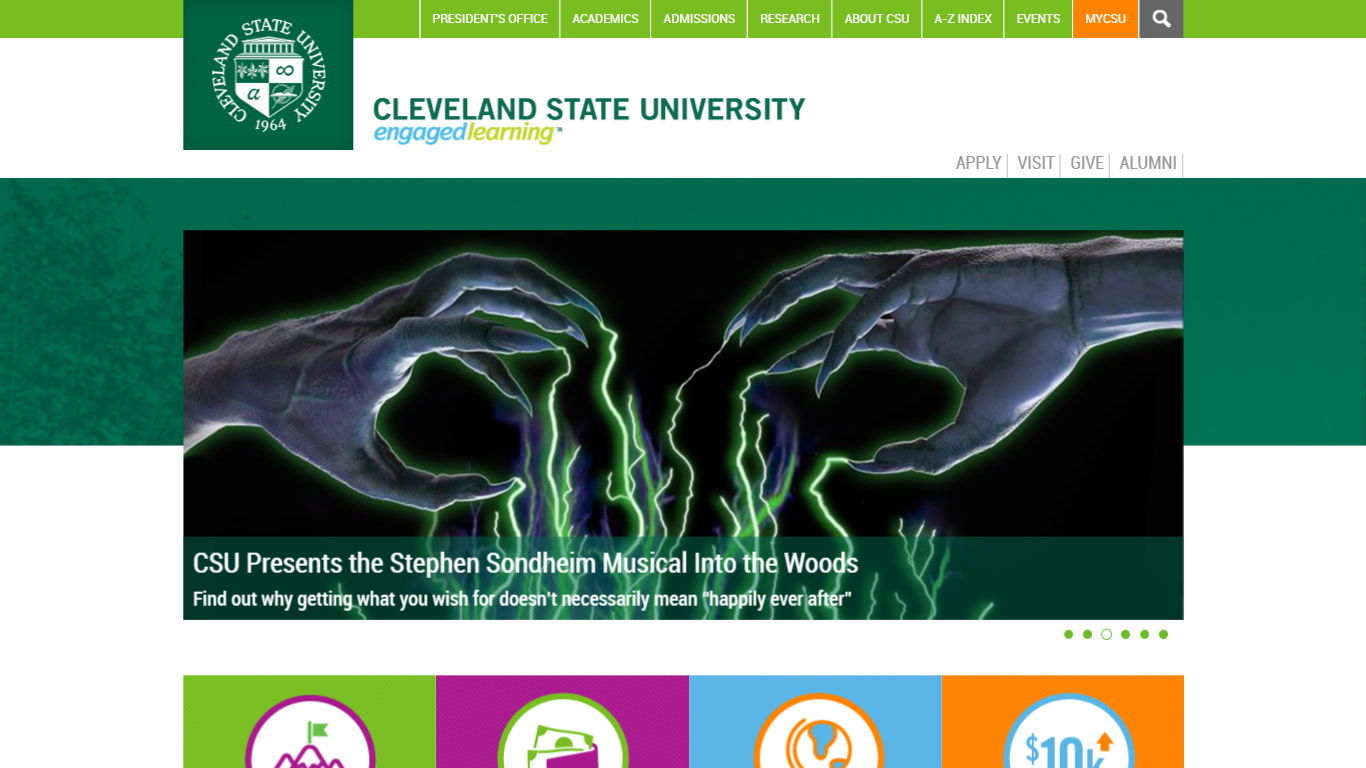 PRESIDENT'S OFFICE
ACADEMICS
ADMISSIONS
RESEARCH
ABOUT CSU
A-Z INDEX
EVENTS
MYCSU
CLEVELAND STATE UNIVERSITY
1964
CLEVELAND STATE UNIVERSITY
engagedlearning™
APPLY
VISIT
GIVE
ALUMNI
CSU Presents the Stephen Sondheim Musical Into the Woods
Find out why getting what you wish for doesn't necessarily mean “happily ever after”
$10k